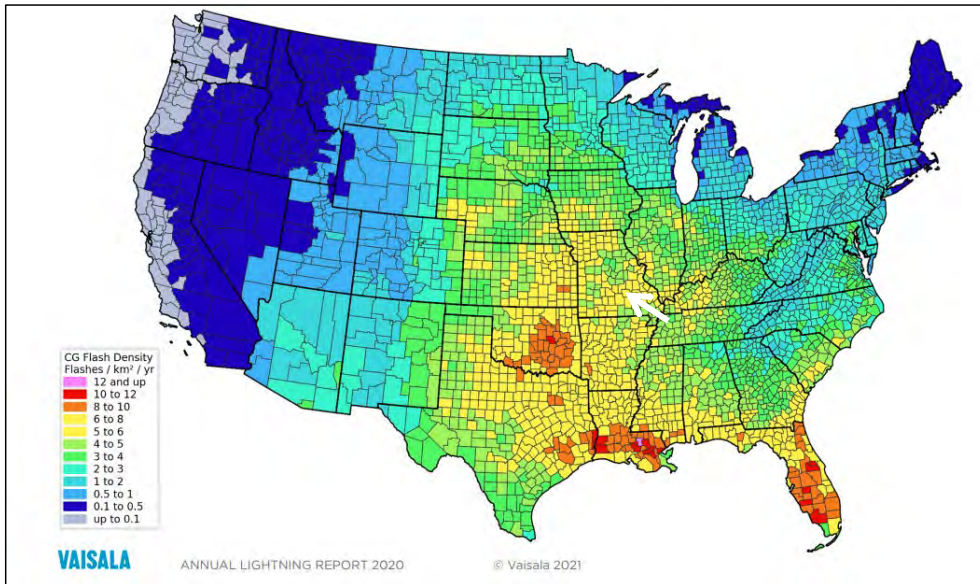 CG Flash Density
Flashes / km² / yr
12 and up
10 to 12
8 to 10
6 to 8
5 to 6
4 to 5
3 to 4
2 to 3
1 to 2
0.5 to 1
0.1 to 0.5
up to 0.1
VAISALA
ANNUAL LIGHTNING REPORT 2020
© Vaisala 2021